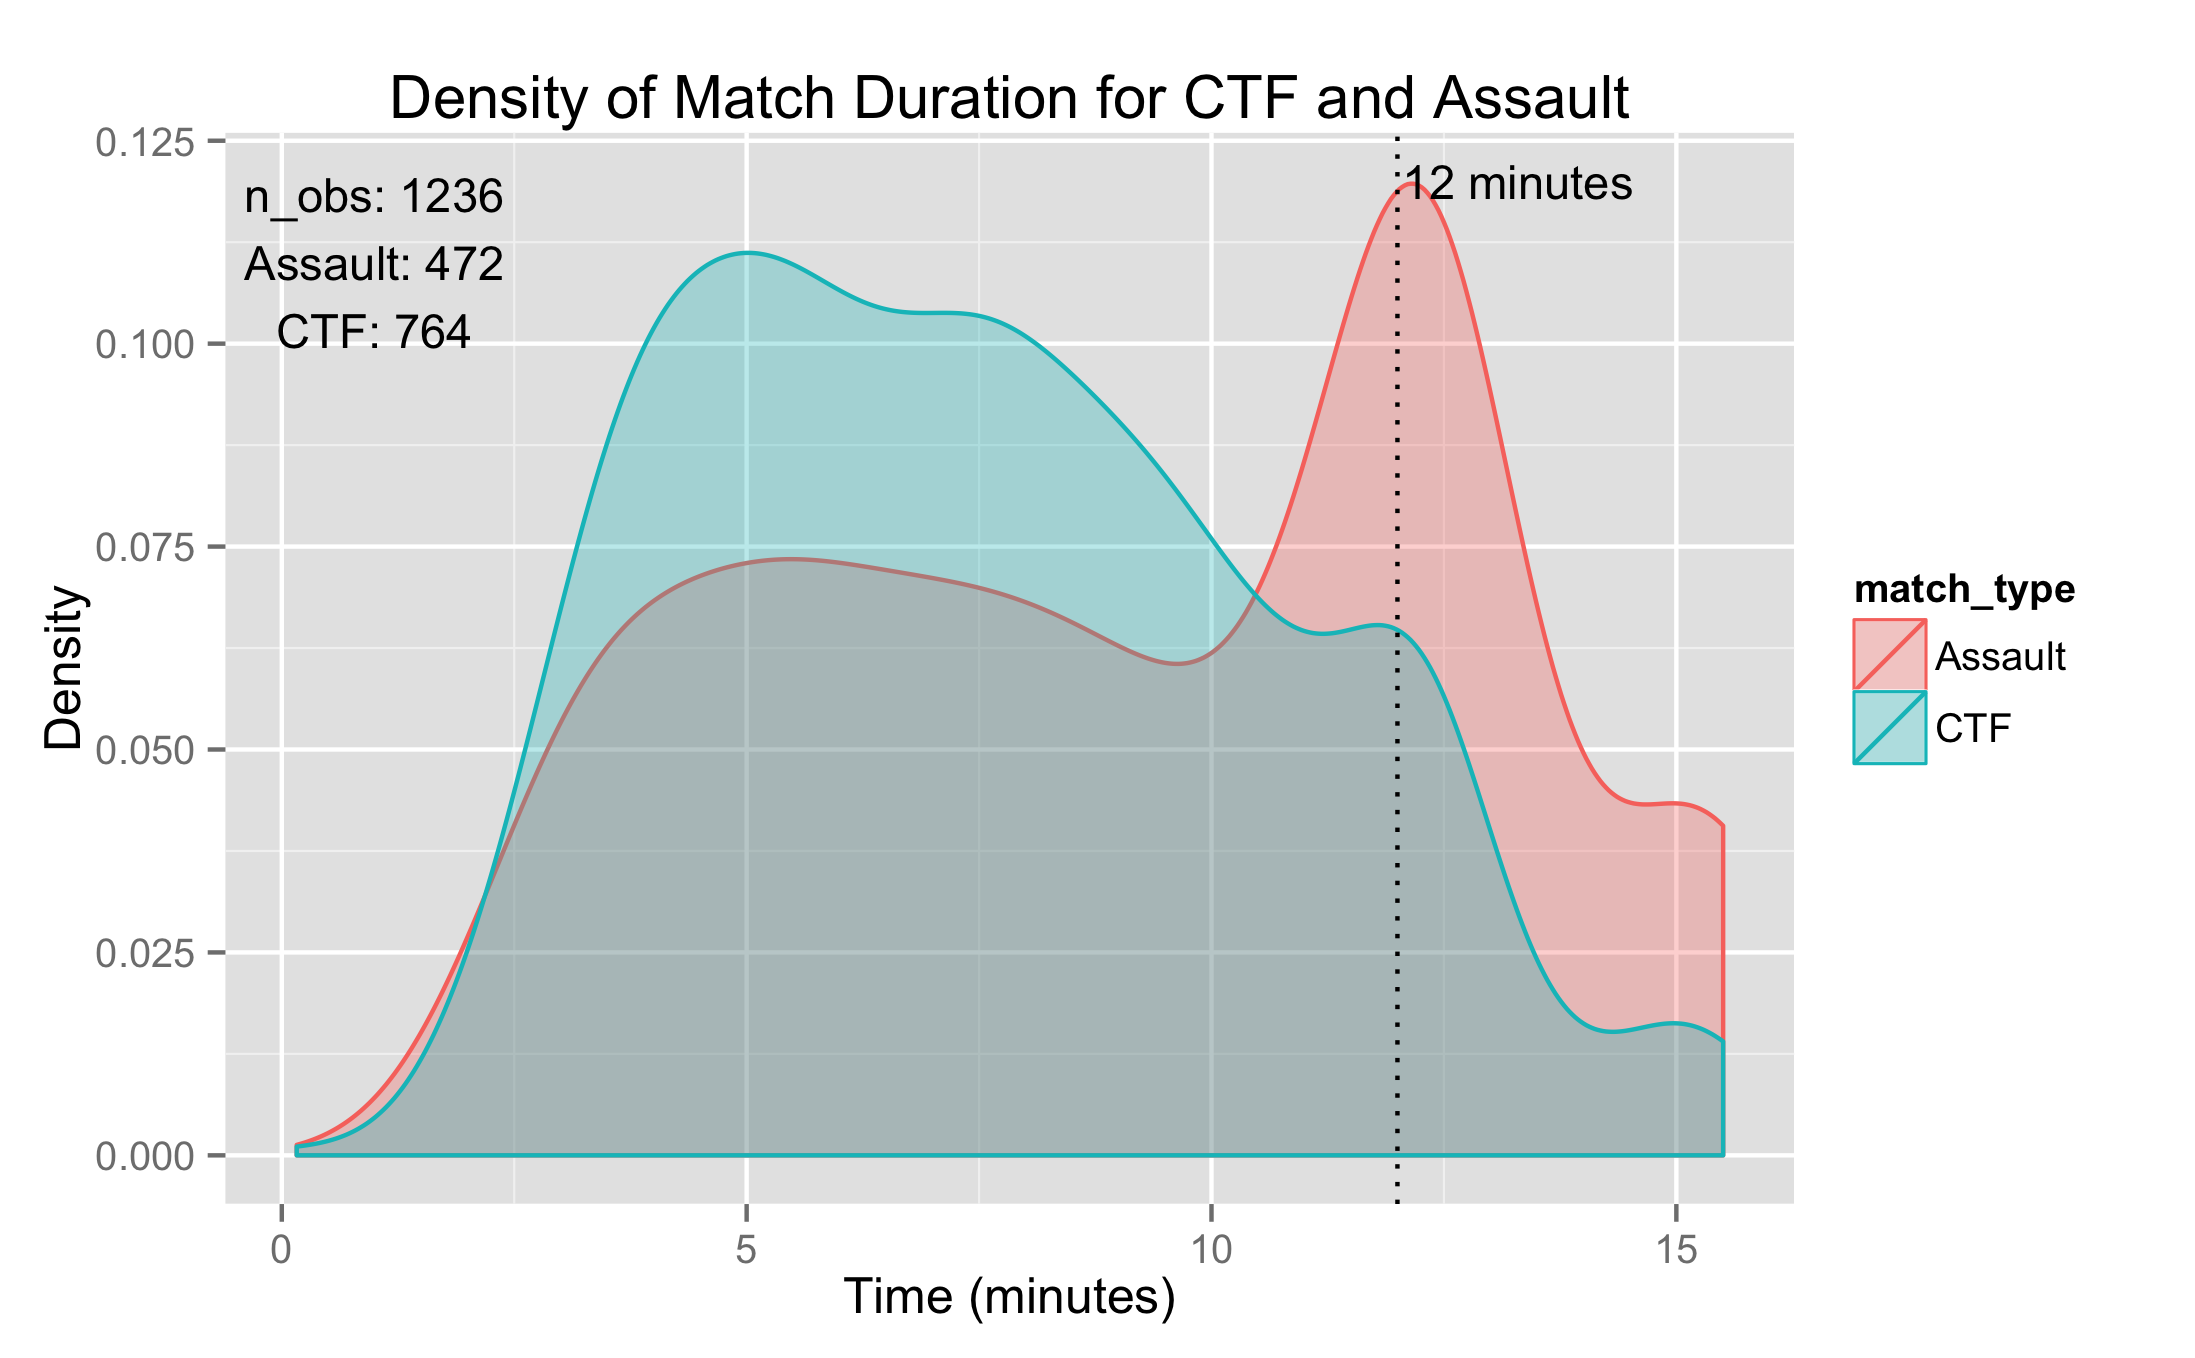 Density of Match Duration for CTF and Assault
n_obs: 1236
Assault: 472
CTF: 764
12 minutes
0.125
0.100
0.075
0.050
0.025
0.000
Density
0
5
10
15
Time (minutes)
match_type
Assault
CTF